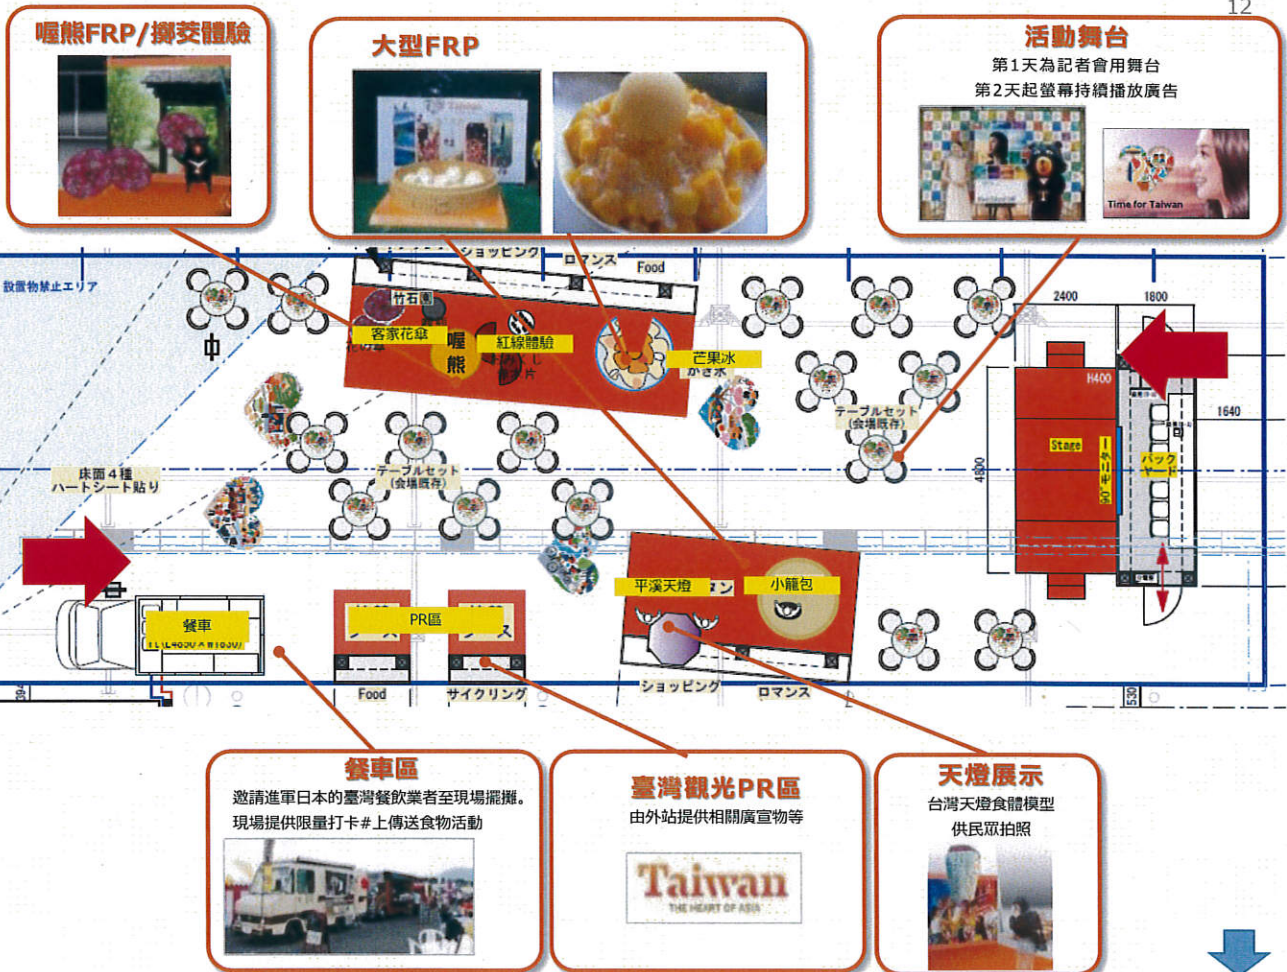 12
喔熊FRP/擲茭體驗
大型FRP
活動舞台
第1天為記者會用舞台
第2天起螢幕持續播放廣告
Time for Taiwan
設置物禁止エリア
ショッピング
ロマンス
Food
竹石園
客家花傘
喔熊
紅線體驗
芒果冰
かき氷
2400
1800
H400
1640
4800
Stage
バックヤード
テーブルセット
(会場既存)
テーブルセット
(会場既存)
床面4種
ハートシート貼り
餐車
PR區
平溪天燈
小籠包
Food
サイクリング
ショッピング
ロマンス
530
餐車區
邀請進軍日本的臺灣餐飲業者至現場擺攤。
現場提供限量打卡#上傳送食物活動
臺灣觀光PR區
由外站提供相關廣宣物等
Taiwan
THE HEART OF ASIA
天燈展示
台灣天燈食體模型
供民眾拍照